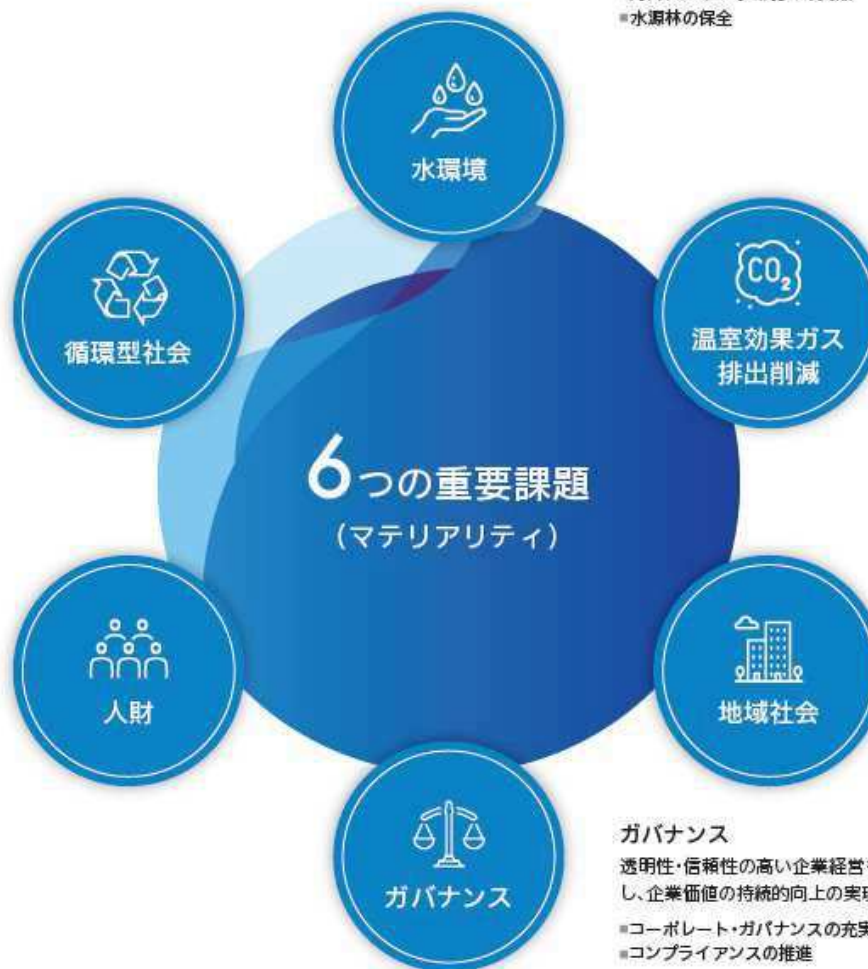 ■水源林の保全
水環境
循環型社会
CO₂
温室効果ガス
排出削減
6つの重要課題
(マテリアリティ)
人財
地域社会
ガバナンス
ガバナンス
透明性・信頼性の高い企業経営
し、企業価値の持続的向上の実現
■コーポレート・ガバナンスの充実
■コンプライアンスの推進